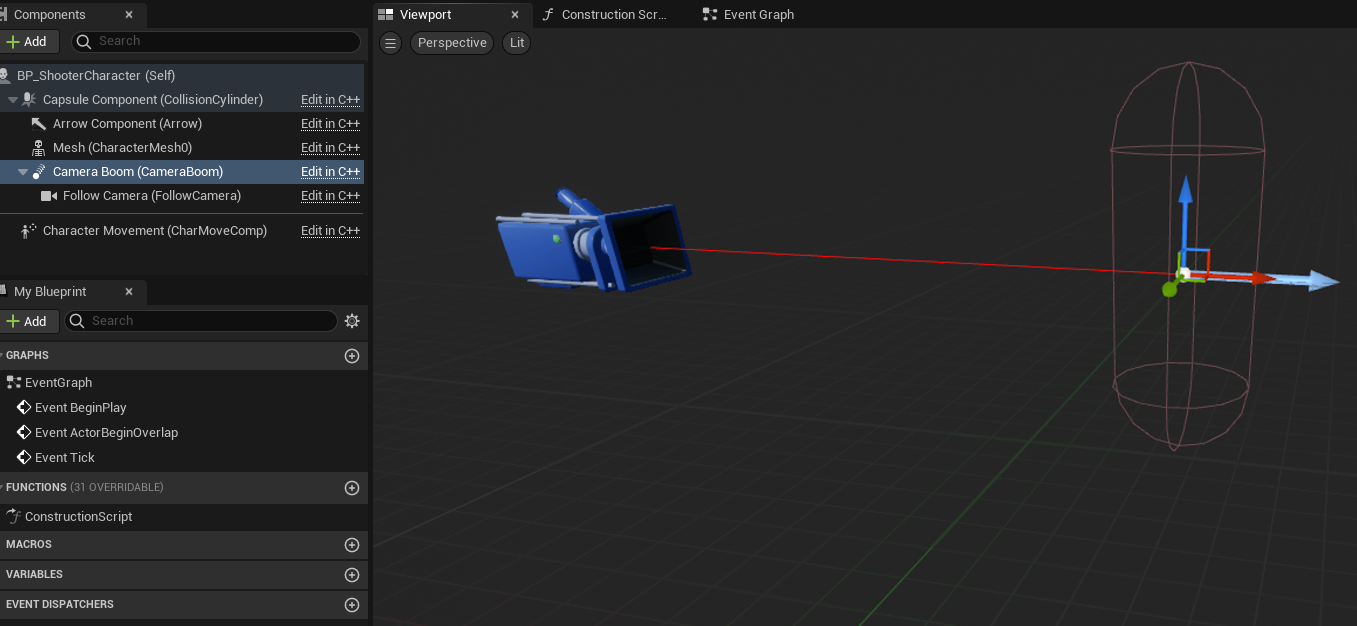 Components
Add
Search
BP_ShooterCharacter (Self)
Capsule Component (CollisionCylinder) Edit in C++
Arrow Component (Arrow) Edit in C++
Mesh (CharacterMesh0) Edit in C++
Camera Boom (CameraBoom) Edit in C++
Follow Camera (FollowCamera) Edit in C++
Character Movement (CharMoveComp) Edit in C++
My Blueprint
Add
Search
GRAPHS
EventGraph
Event BeginPlay
Event ActorBeginOverlap
Event Tick
FUNCTIONS (31 OVERRIDABLE)
ConstructionScript
MACROS
VARIABLES
EVENT DISPATCHERS
Viewport
Construction Scr...
Event Graph
Perspective
Lit